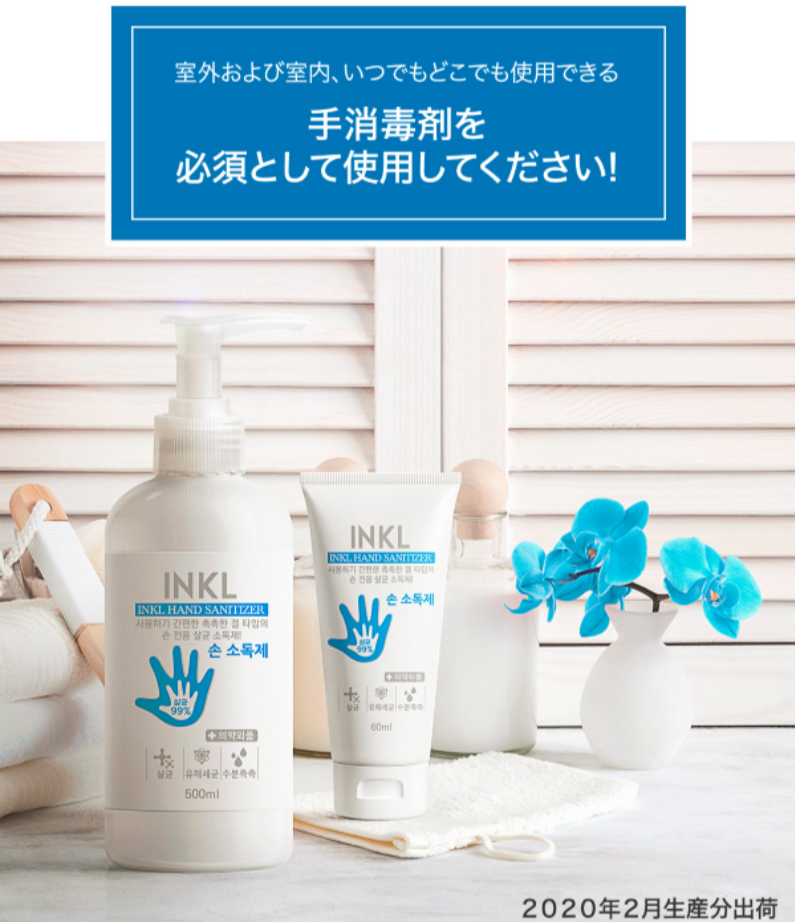 室外および室内、いつでもどこでも使用できる
手消毒剤を
必須として使用してください!
INKL
INKL HAND SANITIZER
사용하기 간편한 촉촉한 겔 타입의
손 전용 살균 소독제!
손 소독제
살균
99%
+ 의약외품
살균 유해세균 수분촉촉
500ml
INKL
INKL HAND SANITIZER
사용하기 간편한 촉촉한 겔 타입의
손 전용 살균 소독제!
손 소독제
살균
99%
+ 의약외품
살균 유해세균 수분촉촉
60ml
2020年2月生産分出荷